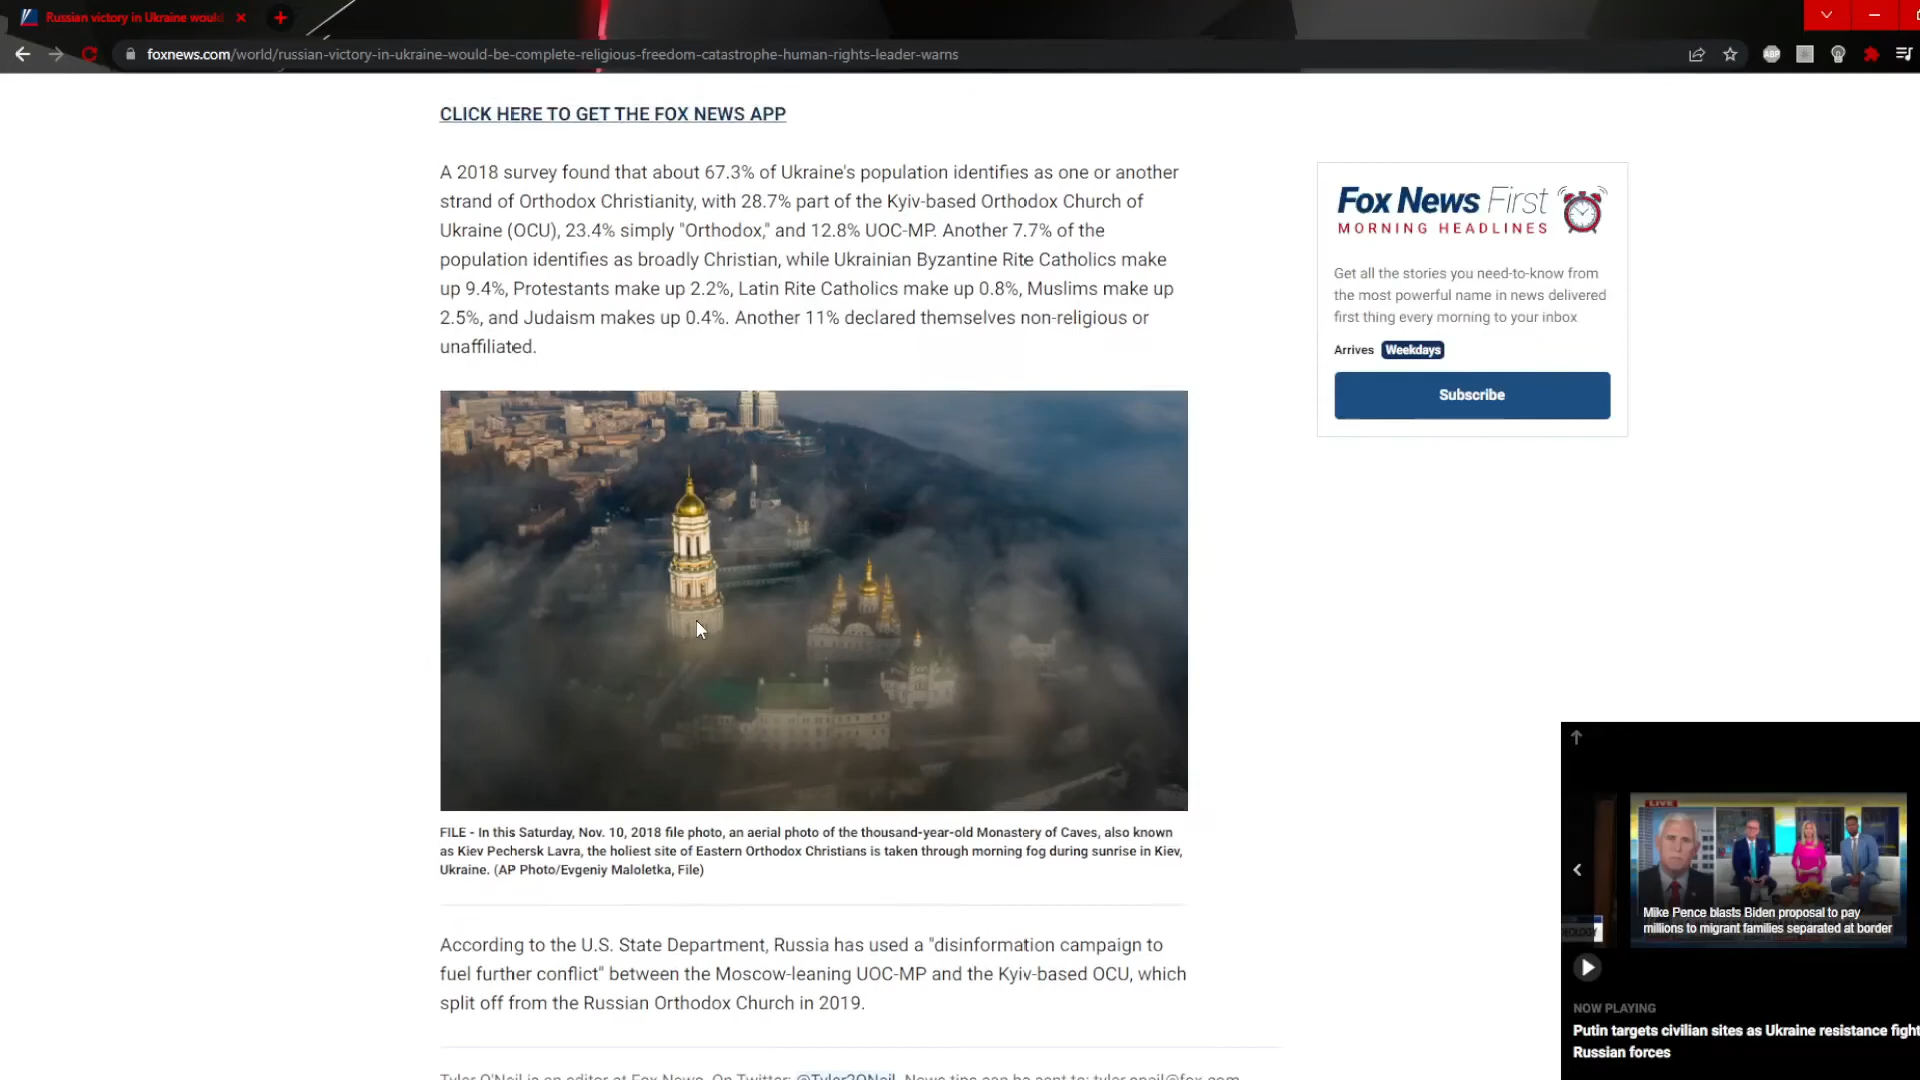 Russian victory in Ukraine would
foxnews.com/world/russian-victory-in-ukraine-would-be-complete-religious-freedom-catastrophe-human-rights-leader-warns
ABP
CLICK HERE TO GET THE FOX NEWS APP
A 2018 survey found that about 67.3% of Ukraine's population identifies as one or another
strand of Orthodox Christianity, with 28.7% part of the Kyiv-based Orthodox Church of
Ukraine (OCU), 23.4% simply "Orthodox," and 12.8% UOC-MP. Another 7.7% of the
population identifies as broadly Christian, while Ukrainian Byzantine Rite Catholics make
up 9.4%, Protestants make up 2.2%, Latin Rite Catholics make up 0.8%, Muslims make up
2.5%, and Judaism makes up 0.4%. Another 11% declared themselves non-religious or
unaffiliated.
FILE - In this Saturday, Nov. 10, 2018 file photo, an aerial photo of the thousand-year-old Monastery of Caves, also known
as Kiev Pechersk Lavra, the holiest site of Eastern Orthodox Christians is taken through morning fog during sunrise in Kiev,
Ukraine. (AP Photo/Evgeniy Maloletka, File)
According to the U.S. State Department, Russia has used a "disinformation campaign to
fuel further conflict" between the Moscow-leaning UOC-MP and the Kyiv-based OCU, which
split off from the Russian Orthodox Church in 2019.
Tyler O'Neil is an editor at Fox News. On Twitter: @Tyler2ONeil. News tips can be sent to: tyler.oneil@fox.com
Fox News First
MORNING HEADLINES
Get all the stories you need-to-know from
the most powerful name in news delivered
first thing every morning to your inbox
Arrives Weekdays
Subscribe
LIVE
Mike Pence blasts Biden proposal to pay
millions to migrant families separated at border
NOW PLAYING
Putin targets civilian sites as Ukraine resistance fight
Russian forces